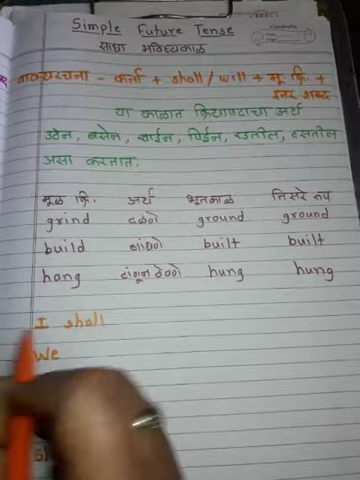 Simple Future Tense
साधा भविष्यकाळ
वाक्यरचना - कर्ता + shall / will + मू. क्रि. +
इतर शब्द
या काळात क्रियापदाचा अर्थ
उठेन, बसेन, खाईन, पिईन, रडतील, हसतील
असा करतात.
मूळ क्रि. अर्थ भूतकाळ तिसरे रूप
grind दळणे ground ground
build बांधणे built built
hang टांगून ठेवणे hung hung
I shall
We